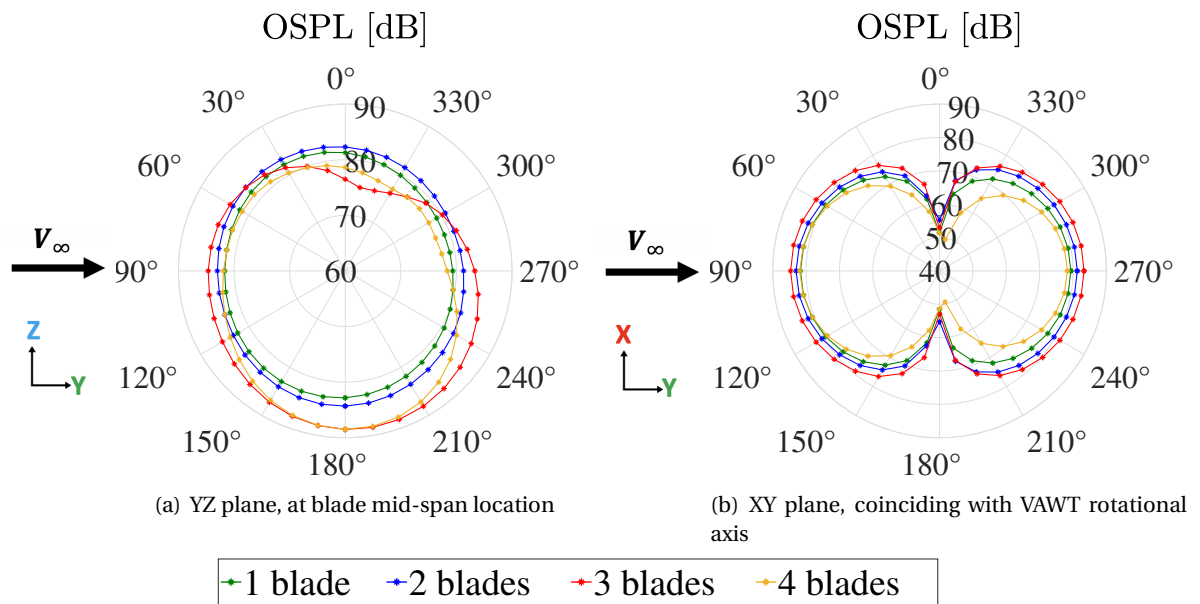 OSPL [dB]
0°
30°
330°
90
60°
300°
80
70
V∞
90°
60
270°
Z
Y
120°
240°
150°
210°
180°
(a) YZ plane, at blade mid-span location
OSPL [dB]
0°
30°
330°
90
80
60°
300°
70
60
50
V∞
90°
40
270°
X
Y
120°
240°
150°
210°
180°
(b) XY plane, coinciding with VAWT rotational
axis
1 blade 2 blades 3 blades 4 blades